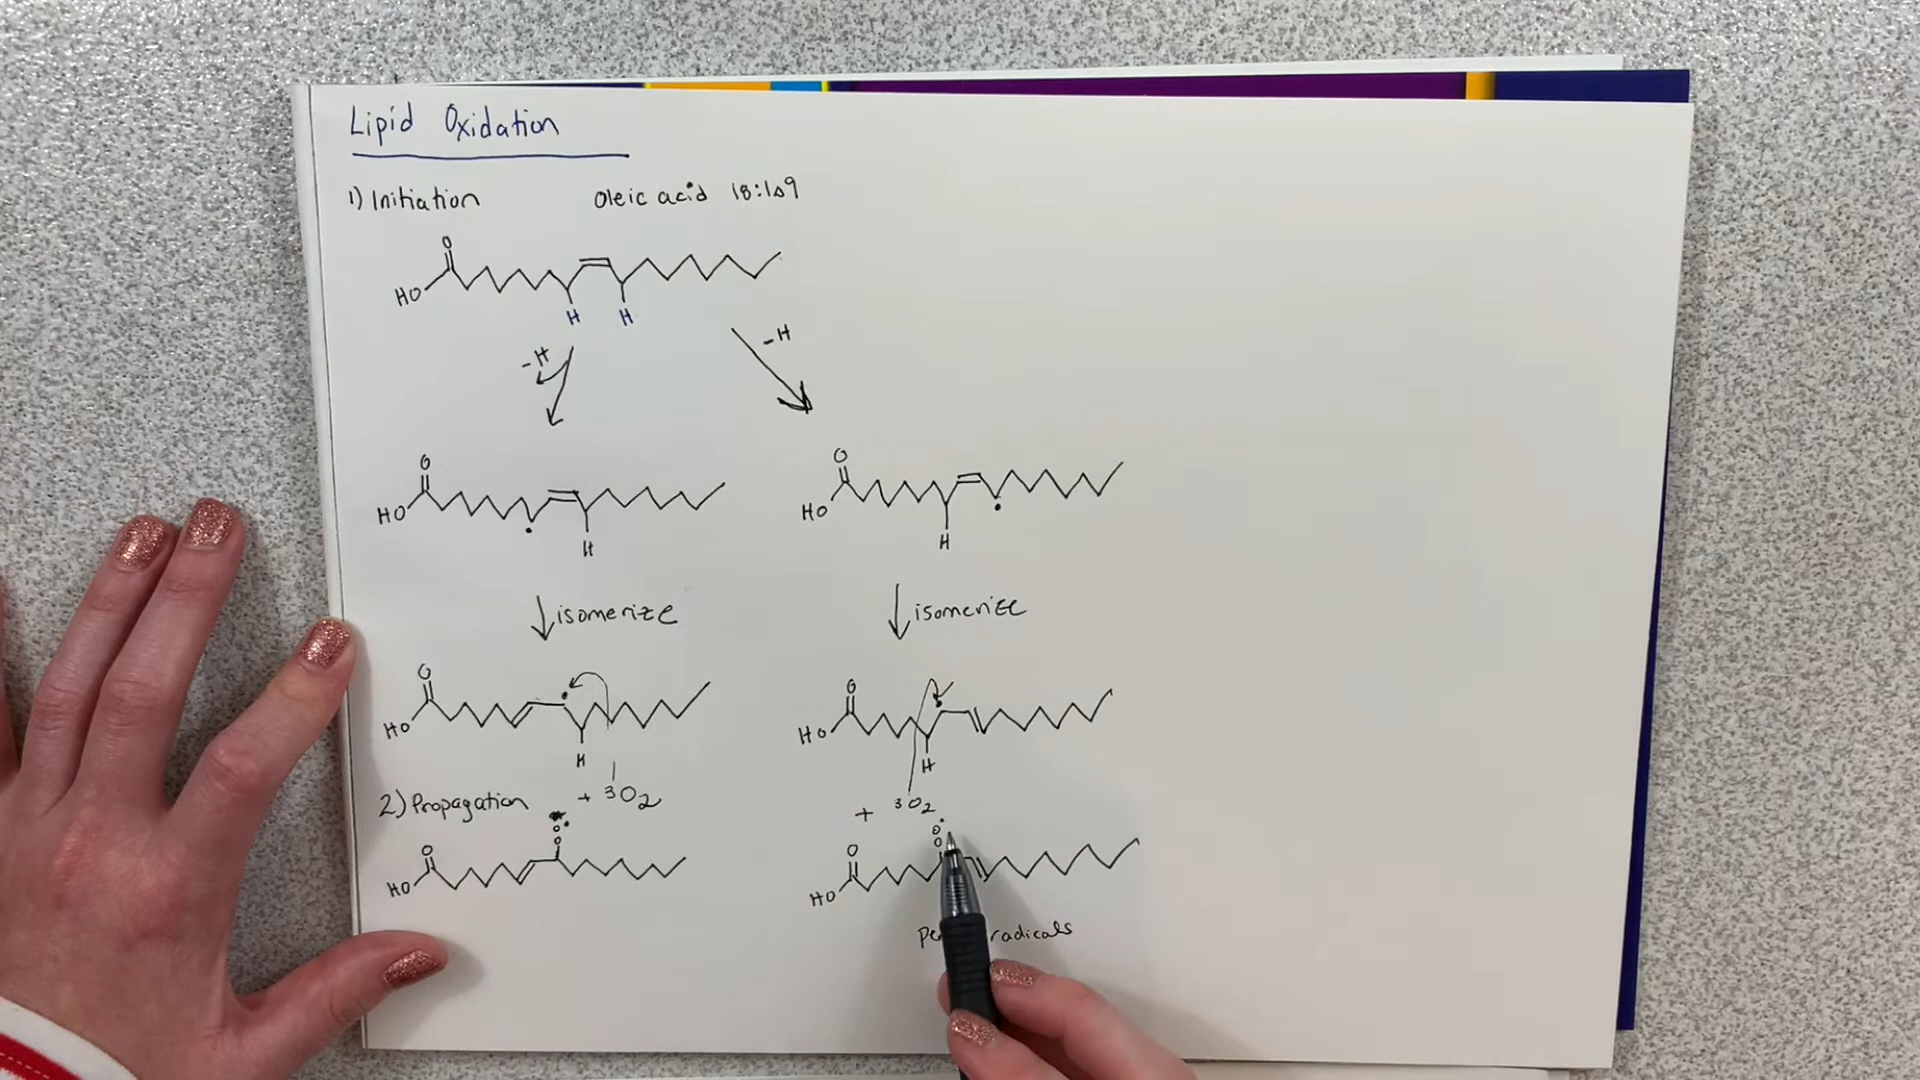 Lipid Oxidation
1) Initiation
Oleic acid 18:1Δ9
O
HO
H H
-H
-H
O
HO
H
O
HO
H
isomerize
isomerize
O
HO
H
O
HO
H
2) Propagation
+ ³O₂
+ ³O₂
O
O
O
HO
O
O
O
HO
radicals